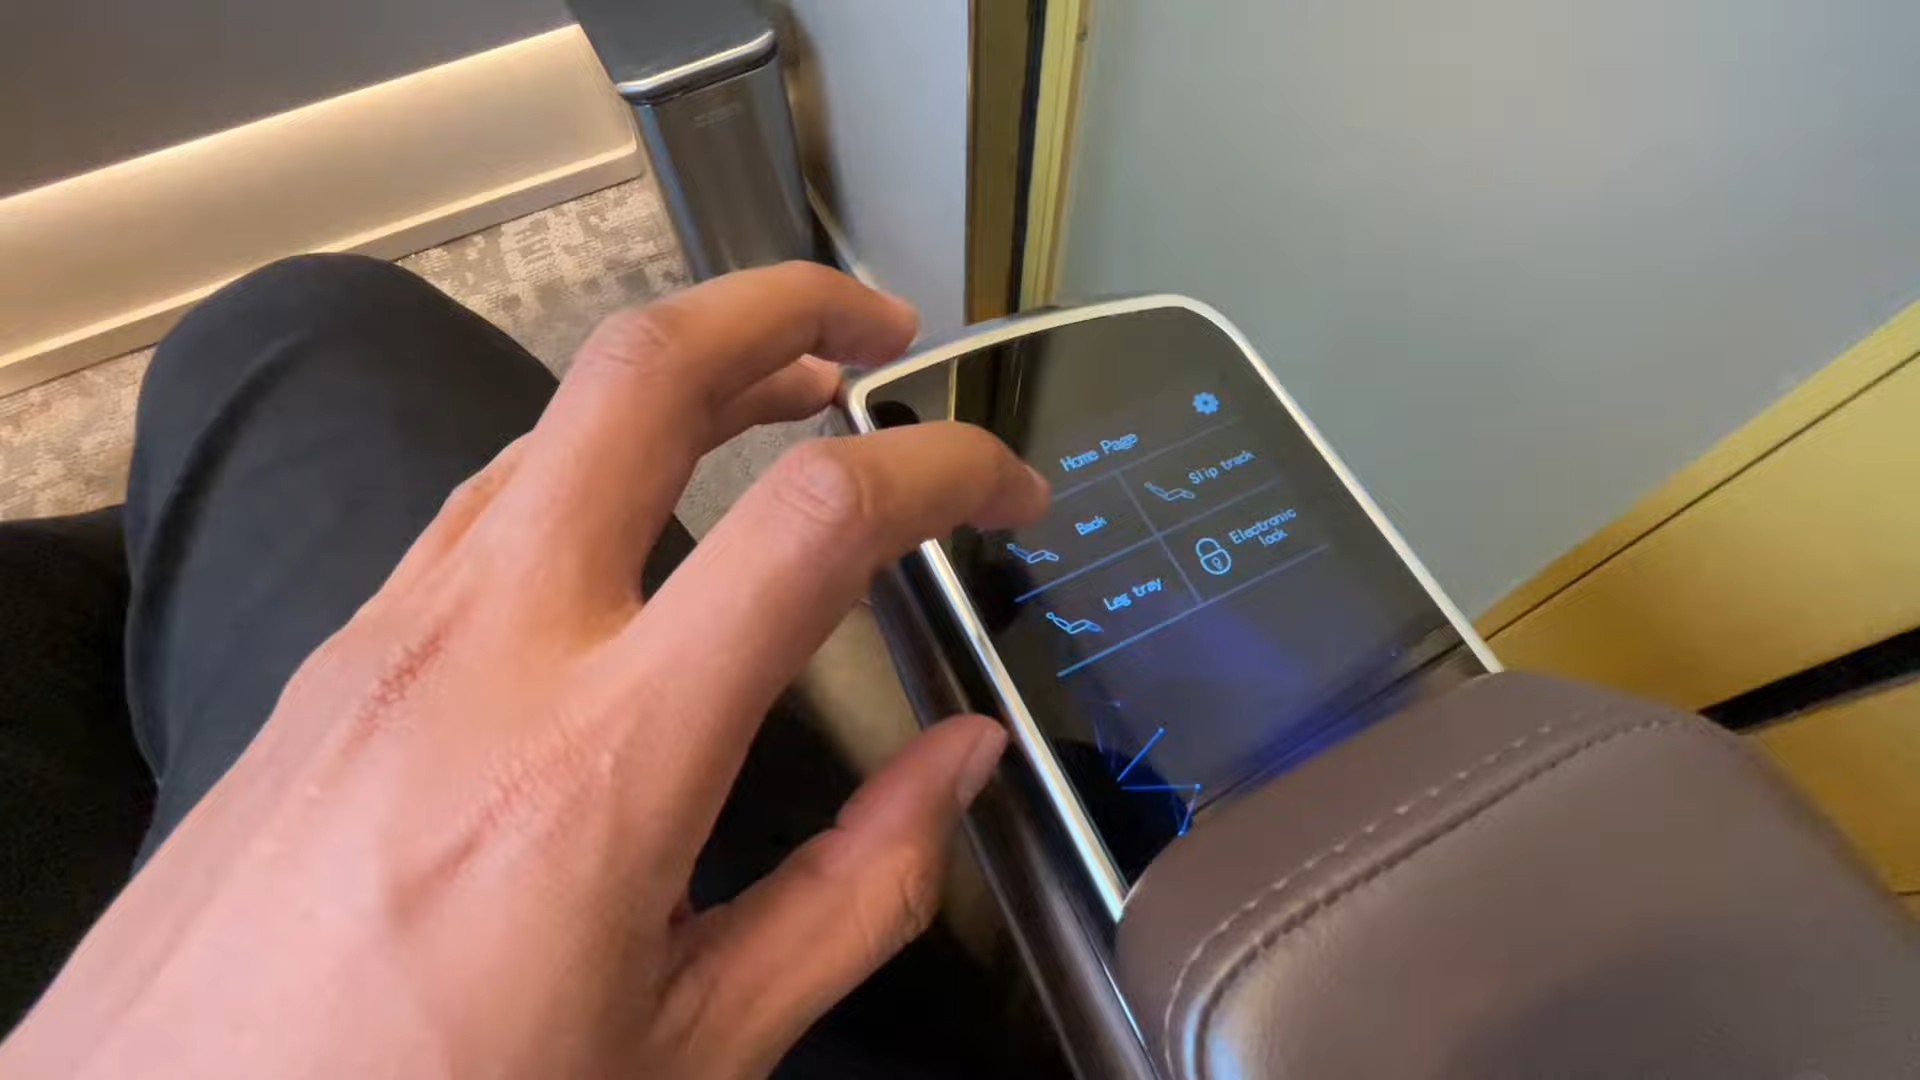 Home Page
Back
Slip track
Leg tray
Electronic
lock